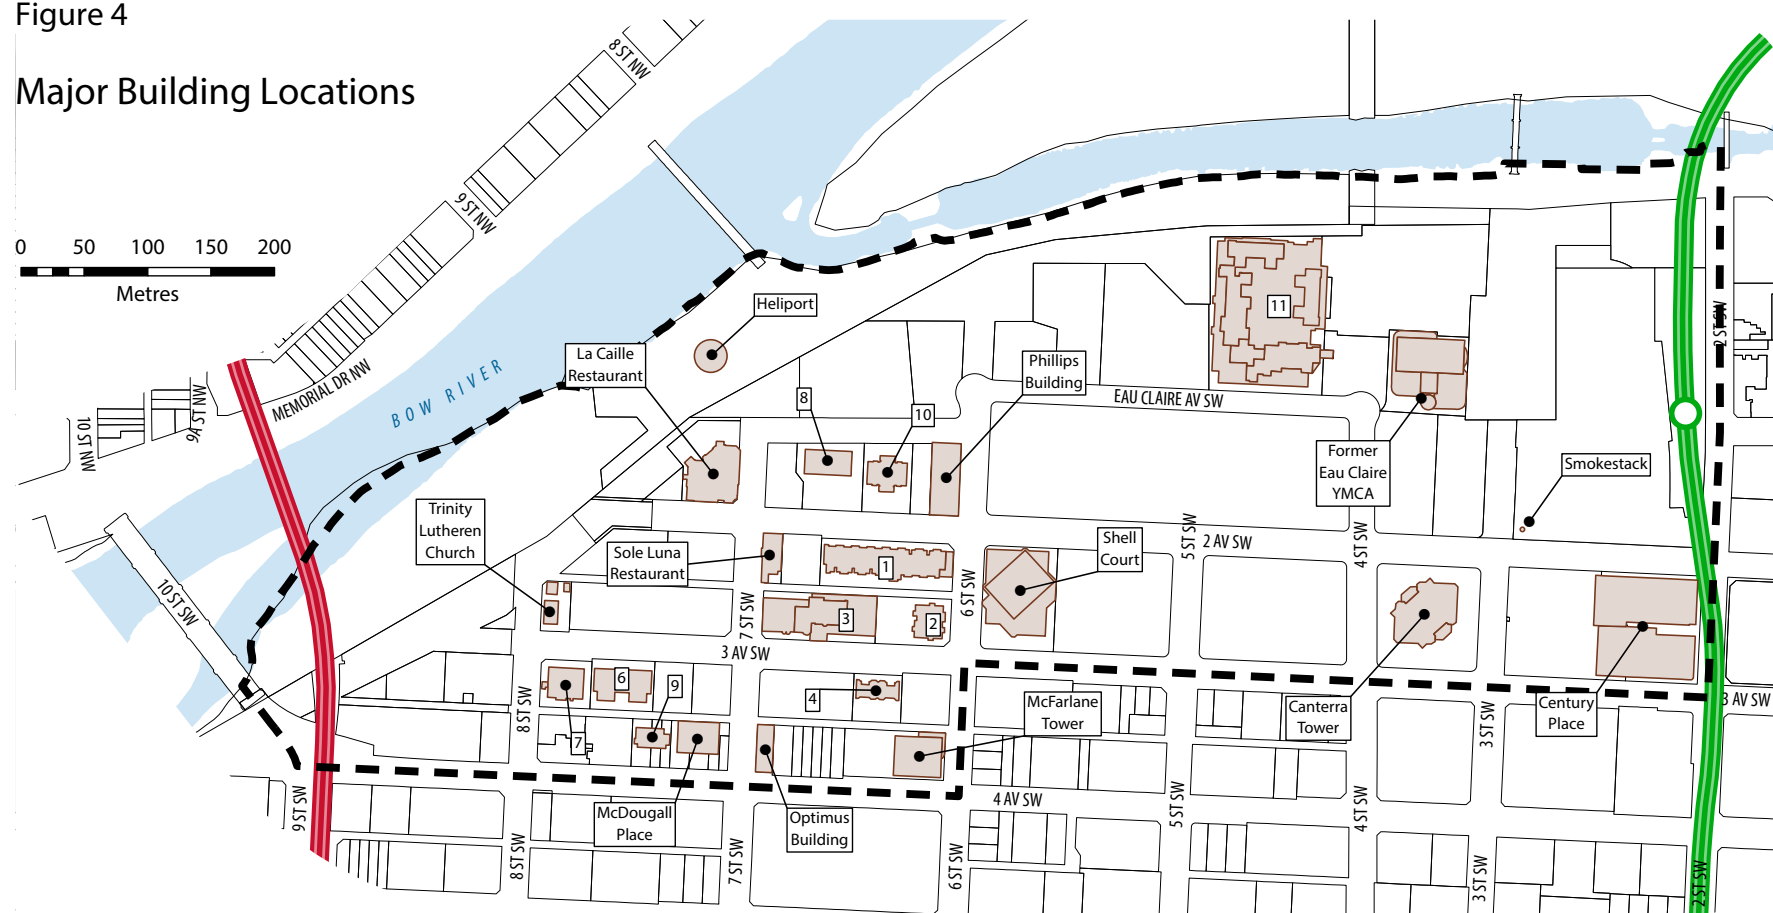 Figure 4
Major Building Locations
0 50 100 150 200
Metres
8 ST NW
9 ST NW
MEMORIAL DR NW
9A ST NW
10 ST NW
BOW RIVER
10 ST SW
Heliport
La Caille
Restaurant
8
10
Phillips
Building
11
EAU CLAIRE AV SW
Former
Eau Claire
YMCA
Smokestack
2 ST SW
Trinity
Lutheren
Church
Sole Luna
Restaurant
1
Shell
Court
5 ST SW
2 AV SW
4 ST SW
6 ST SW
7 ST SW
3
2
3 AV SW
6
9
4
7
8 ST SW
McFarlane
Tower
Canterra
Tower
3 ST SW
Century
Place
3 AV SW
9 ST SW
McDougall
Place
Optimus
Building
4 AV SW
5 ST SW
4 ST SW
8 ST SW
7 ST SW
6 ST SW
3 ST SW
2 ST SW